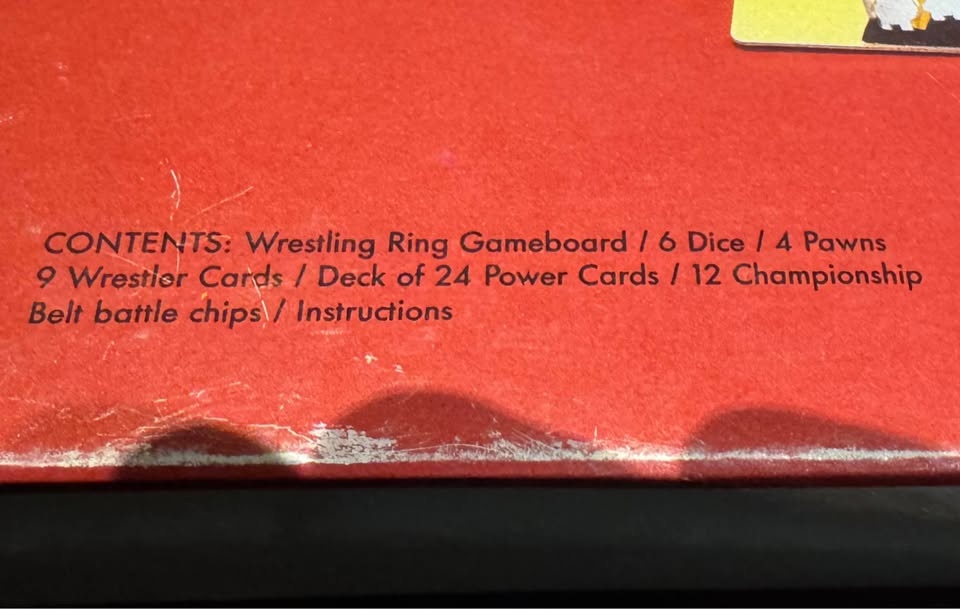 CONTENTS: Wrestling Ring Gameboard / 6 Dice / 4 Pawns
9 Wrestler Cards / Deck of 24 Power Cards / 12 Championship
Belt battle chips / Instructions